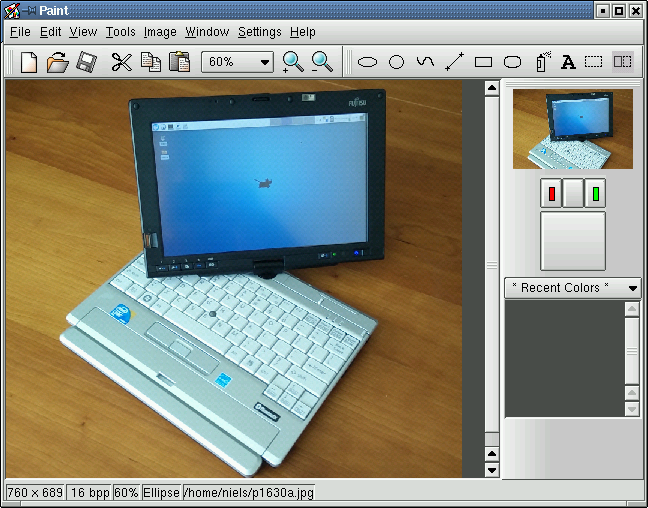 Paint
File Edit View Tools Image Window Settings Help
60%
A
FUJITSU
* Recent Colors *
760 x 689 16 bpp 60% Ellipse /home/niels/p1630a.jpg